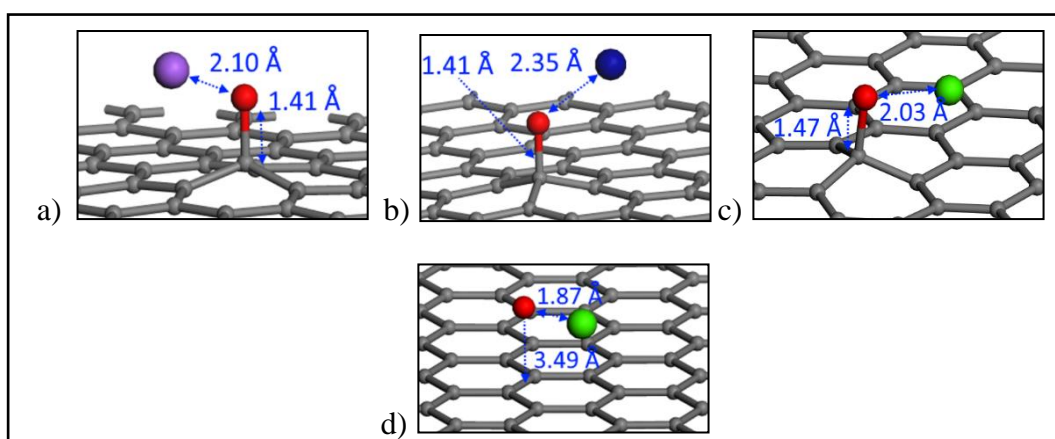 2.10 Å
1.41 Å
a)
1.41 Å
2.35 Å
b)
1.47 Å
2.03 Å
c)
1.87 Å
3.49 Å
d)